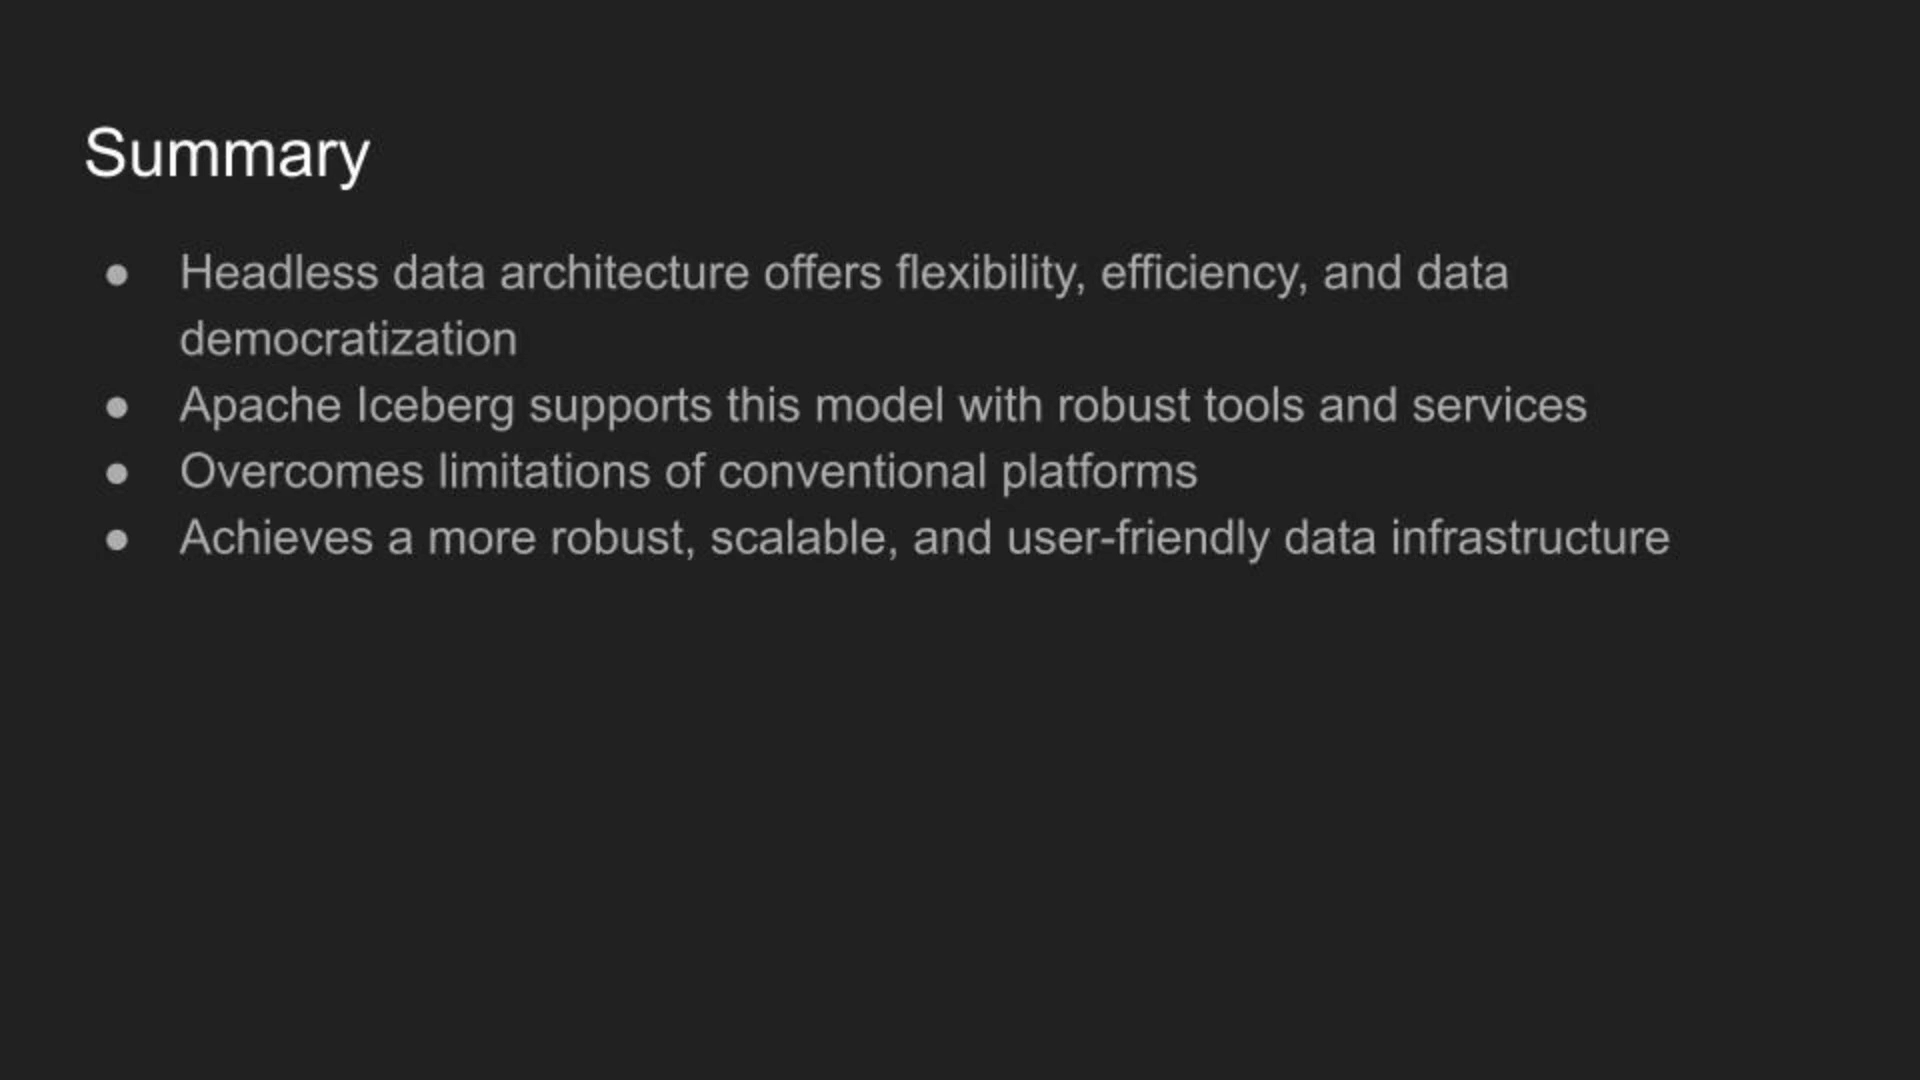 Summary
● Headless data architecture offers flexibility, efficiency, and data
democratization
● Apache Iceberg supports this model with robust tools and services
● Overcomes limitations of conventional platforms
● Achieves a more robust, scalable, and user-friendly data infrastructure